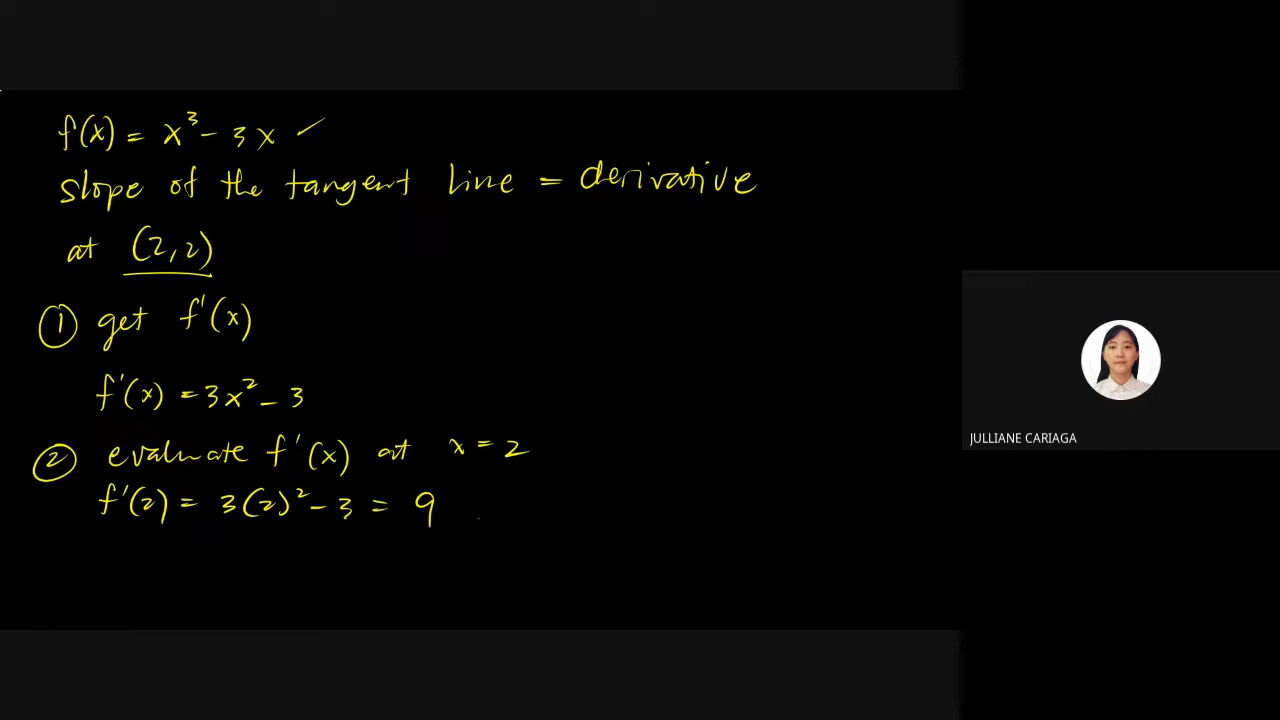 f(x) = x³ - 3x ✓
slope of the tangent line = derivative
at (2,2)
① get f'(x)
f'(x) = 3x² - 3
② evaluate f'(x) at x = 2
f'(2) = 3(2)² - 3 = 9
JULLIANE CARIAGA